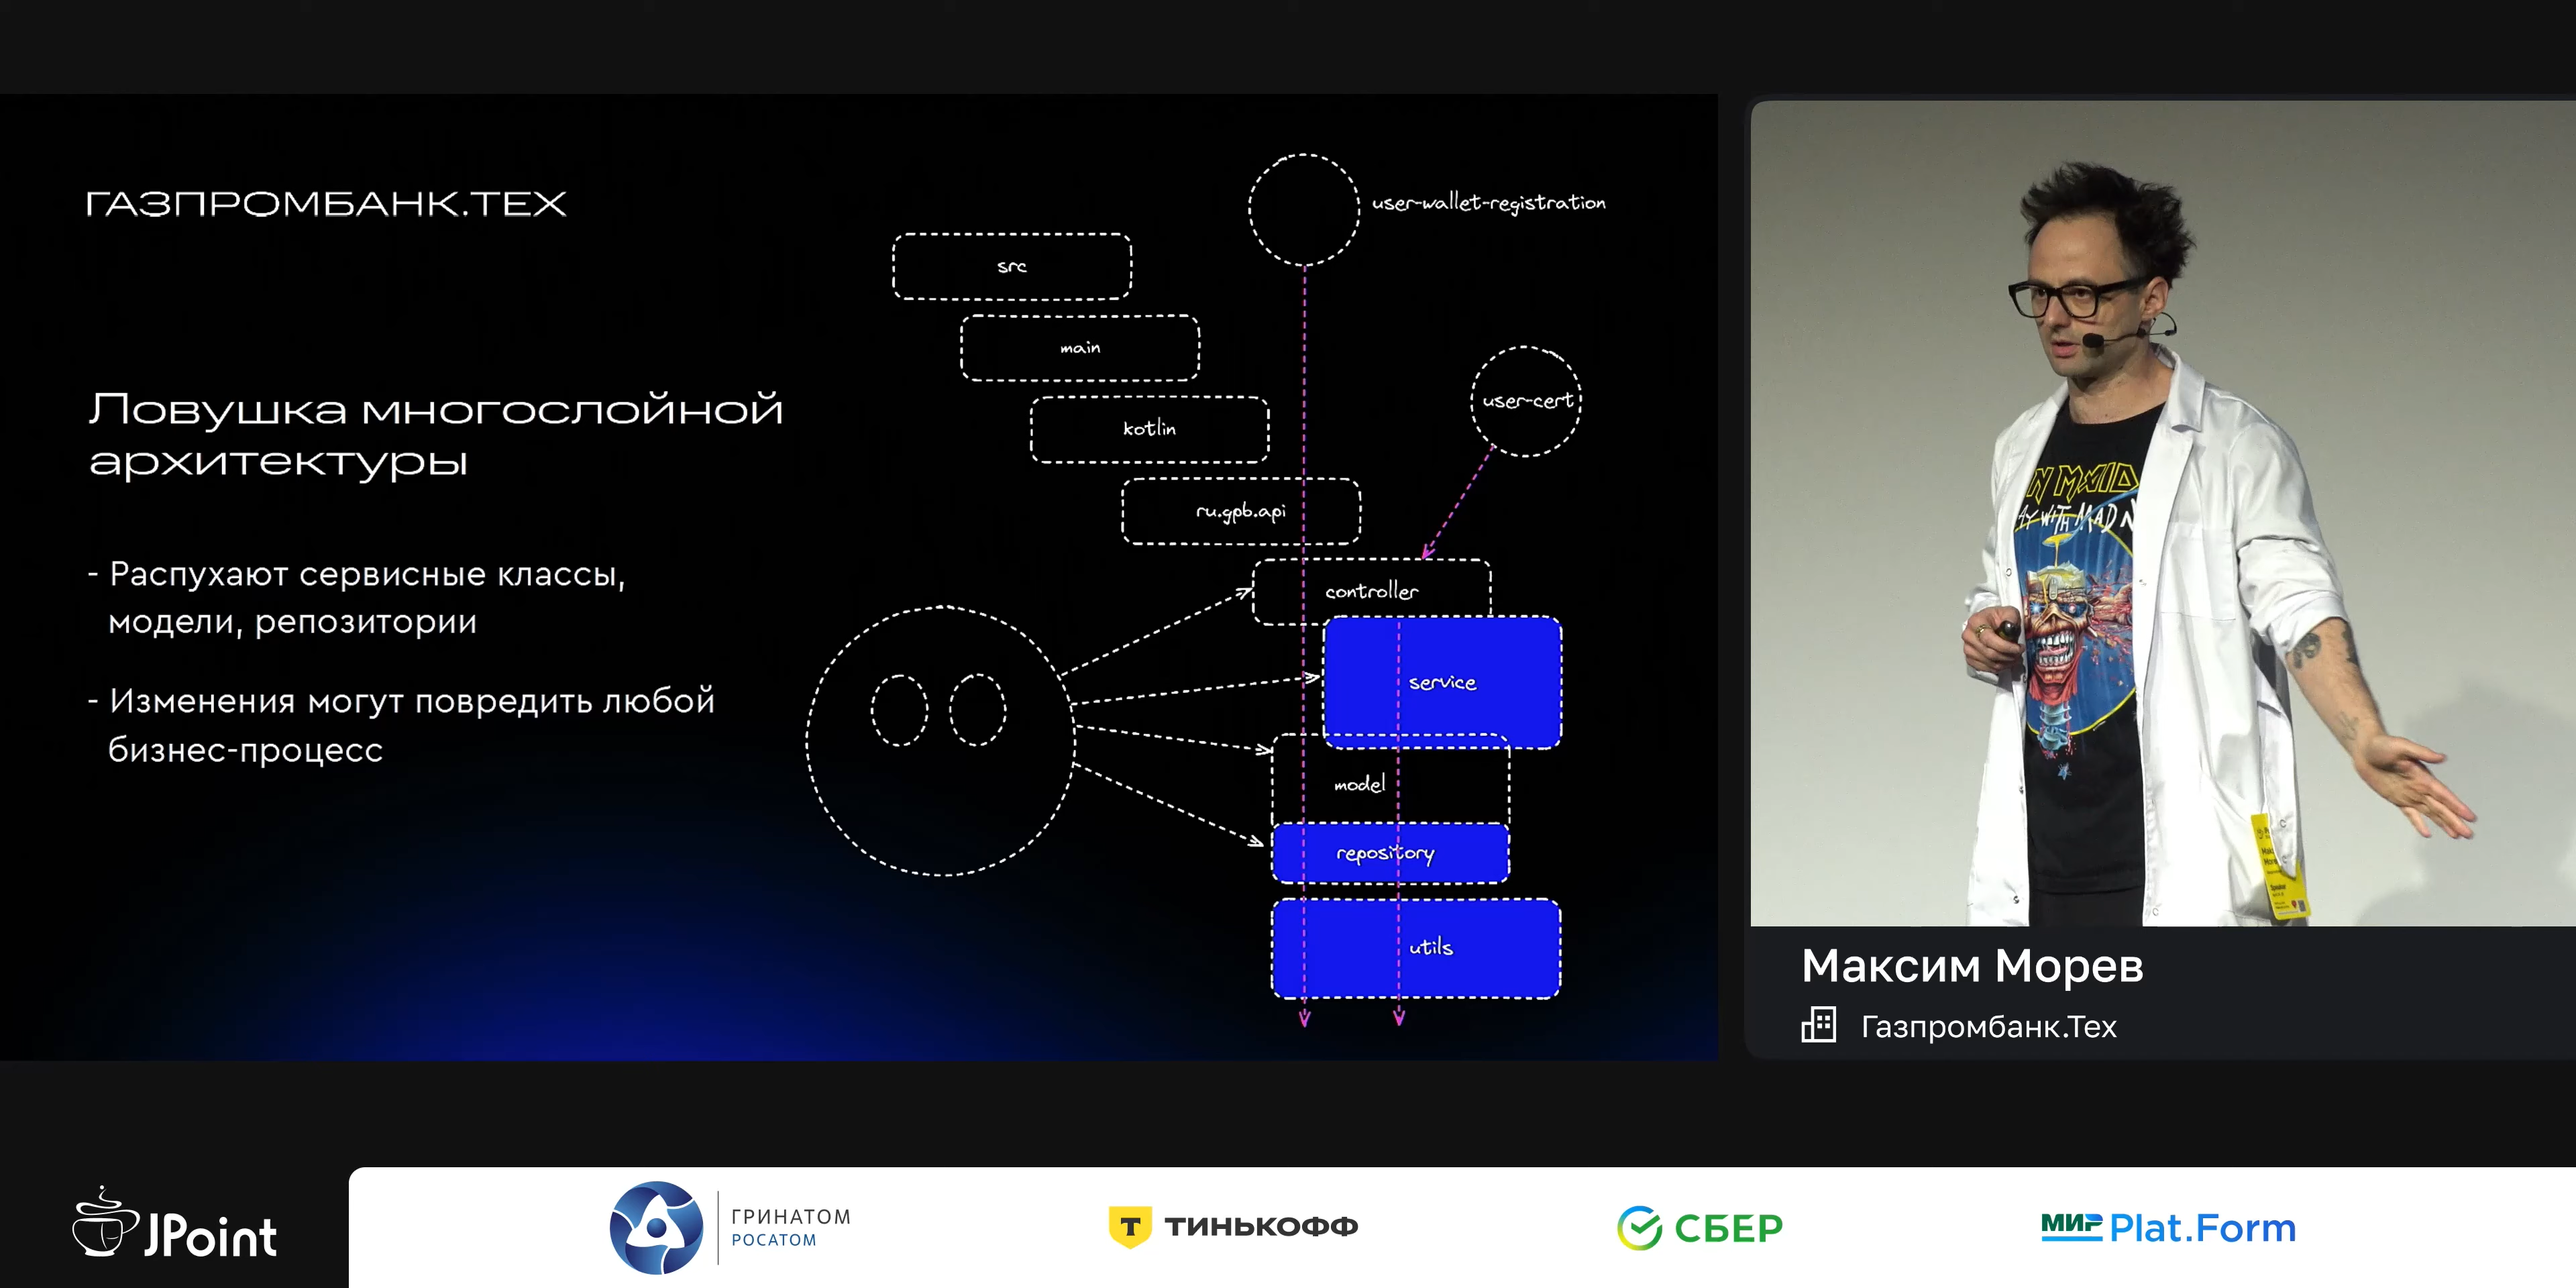 ГАЗПРОМБАНК.ТЕХ
Ловушка многослойной
архитектуры
- Распухают сервисные классы,
модели, репозитории
- Изменения могут повредить любой
бизнес-процесс
user-wallet-registration
src
main
kotlin
user-cert
ru.gpb.api
controller
service
model
repository
utils
Максим Морев
Газпромбанк.Тех
JPoint
ГРИНАТОМ
РОСАТОМ
Т ТИНЬКОФФ
СБЕР
МИР Plat.Form